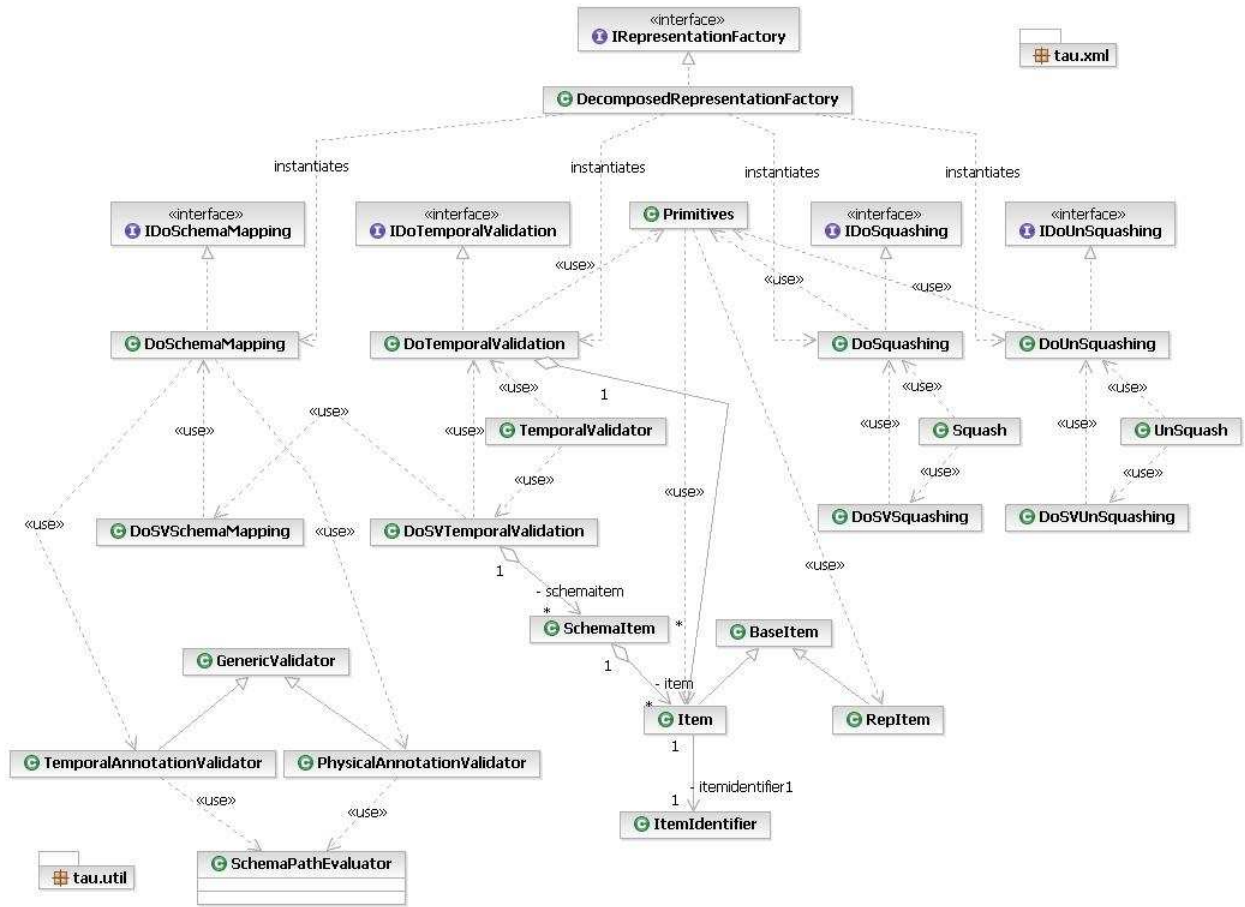 «interface»
IRepresentationFactory
tau.xml
DecomposedRepresentationFactory
instantiates
instantiates
instantiates
instantiates
«interface»
IDoSchemaMapping
«interface»
IDoTemporalValidation
Primitives
«interface»
IDoSquashing
«interface»
IDoUnSquashing
«use»
«use»
«use»
DoSchemaMapping
DoTemporalValidation
DoSquashing
DoUnSquashing
1
«use»
«use»
«use»
«use»
TemporalValidator
Squash
UnSquash
«use»
«use»
«use»
«use»
«use»
«use»
«use»
«use»
DoSVSchemaMapping
DoSVTemporalValidation
DoSVSquashing
DoSVUnSquashing
«use»
«use»
«use»
1
- schemaitem
*
SchemaItem
*
BaseItem
GenericValidator
1
- item
*
Item
RepItem
TemporalAnnotationValidator
PhysicalAnnotationValidator
1
- itemidentifier1
1
«use»
«use»
ItemIdentifier
SchemaPathEvaluator
tau.util